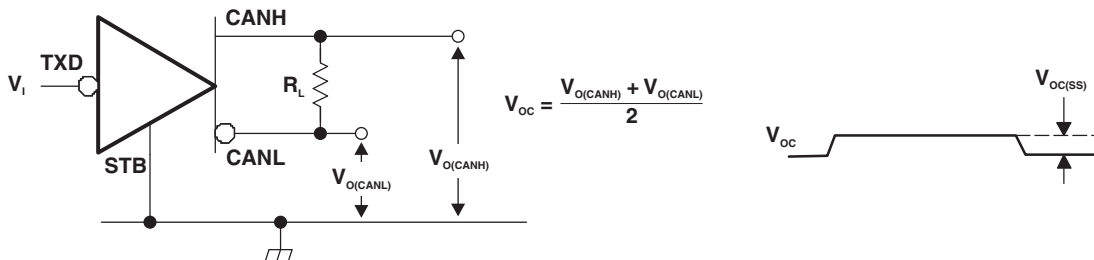 CANH
TXD
V_I
R_L
V_OC = (V_O(CANH) + V_O(CANL)) / 2
V_OC(SS)
V_OC
CANL
STB
V_O(CANL)
V_O(CANH)